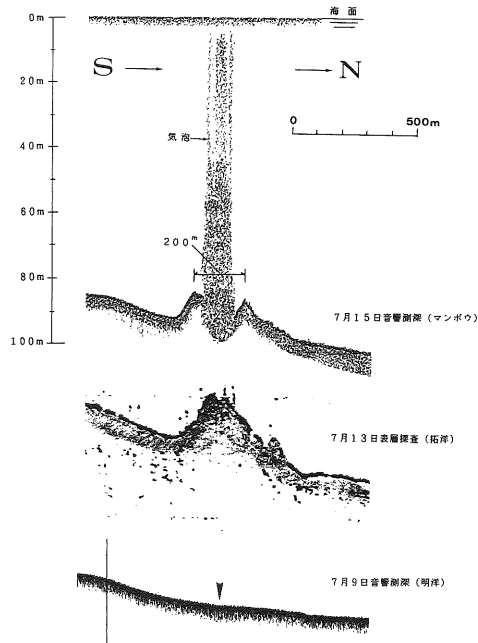 海面
0m
S → → N
20m
0 500m
40m
気泡
60m
200m
80m
7月15日音響測深(マンボウ)
100m
7月13日表層探査(拓洋)
7月9日音響測深(明洋)